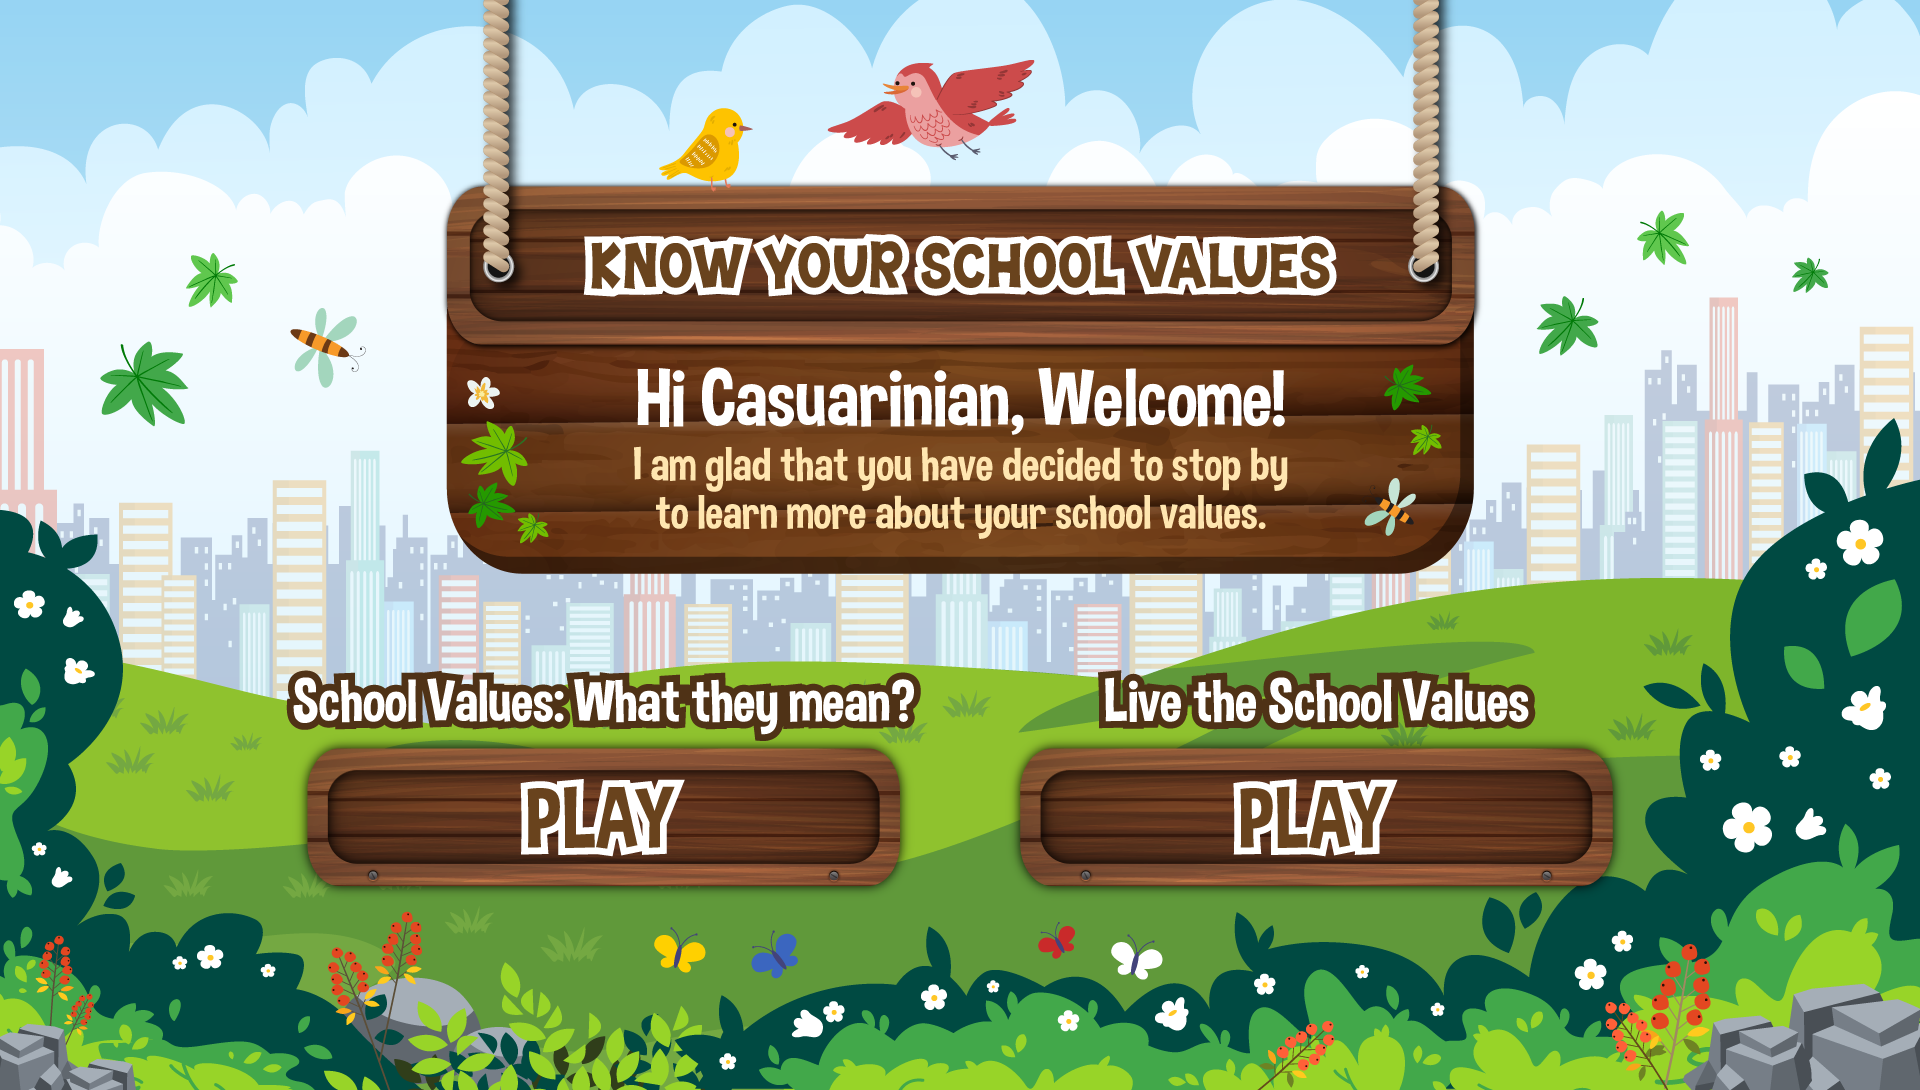 KNOW YOUR SCHOOL VALUES
Hi Casuarinian, Welcome!
I am glad that you have decided to stop by
to learn more about your school values.
School Values: What they mean?
PLAY
Live the School Values
PLAY